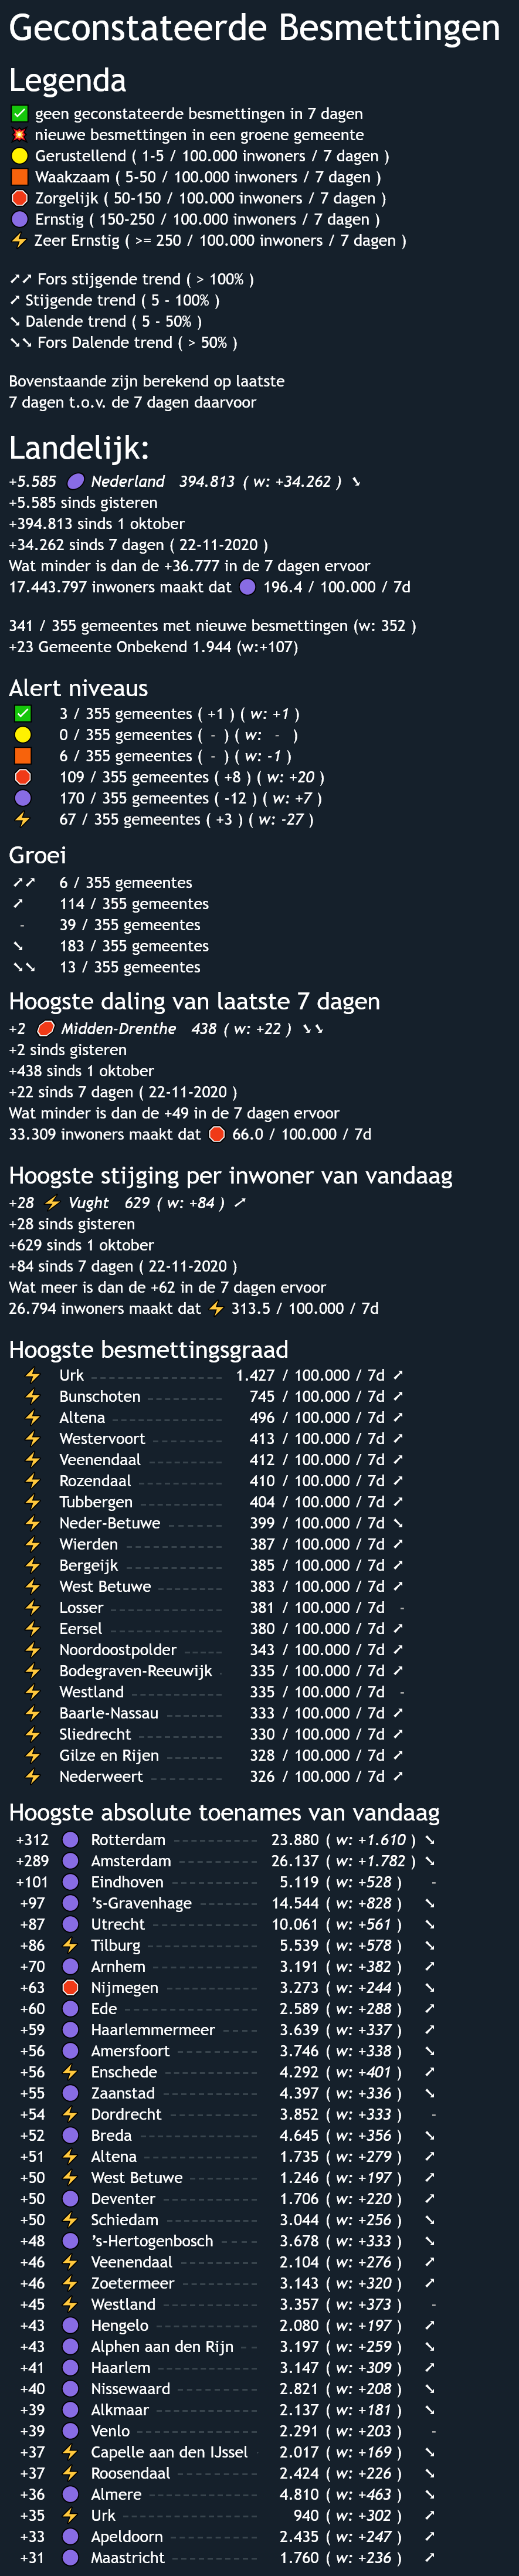 Geconstateerde Besmettingen
Legenda
✅ geen geconstateerde besmettingen in 7 dagen
💥 nieuwe besmettingen in een groene gemeente
🟡 Gerustellend ( 1-5 / 100.000 inwoners / 7 dagen )
🟧 Waakzaam ( 5-50 / 100.000 inwoners / 7 dagen )
🛑 Zorgelijk ( 50-150 / 100.000 inwoners / 7 dagen )
🟣 Ernstig ( 150-250 / 100.000 inwoners / 7 dagen )
⚡ Zeer Ernstig ( >= 250 / 100.000 inwoners / 7 dagen )
➚➚ Fors stijgende trend ( > 100% )
➚ Stijgende trend ( 5 - 100% )
➘ Dalende trend ( 5 - 50% )
➘➘ Fors Dalende trend ( > 50% )
Bovenstaande zijn berekend op laatste
7 dagen t.o.v. de 7 dagen daarvoor
Landelijk:
+5.585 🟣 Nederland 394.813 ( w: +34.262 ) ➘
+5.585 sinds gisteren
+394.813 sinds 1 oktober
+34.262 sinds 7 dagen ( 22-11-2020 )
Wat minder is dan de +36.777 in de 7 dagen ervoor
17.443.797 inwoners maakt dat 🟣 196.4 / 100.000 / 7d
341 / 355 gemeentes met nieuwe besmettingen (w: 352 )
+23 Gemeente Onbekend 1.944 (w:+107)
Alert niveaus
✅ 3 / 355 gemeentes ( +1 ) ( w: +1 )
🟡 0 / 355 gemeentes ( - ) ( w: - )
🟧 6 / 355 gemeentes ( - ) ( w: -1 )
🛑 109 / 355 gemeentes ( +8 ) ( w: +20 )
🟣 170 / 355 gemeentes ( -12 ) ( w: +7 )
⚡ 67 / 355 gemeentes ( +3 ) ( w: -27 )
Groei
➚➚ 6 / 355 gemeentes
➚ 114 / 355 gemeentes
- 39 / 355 gemeentes
➘ 183 / 355 gemeentes
➘➘ 13 / 355 gemeentes
Hoogste daling van laatste 7 dagen
+2 🛑 Midden-Drenthe 438 ( w: +22 ) ➘➘
+2 sinds gisteren
+438 sinds 1 oktober
+22 sinds 7 dagen ( 22-11-2020 )
Wat minder is dan de +49 in de 7 dagen ervoor
33.309 inwoners maakt dat 🛑 66.0 / 100.000 / 7d
Hoogste stijging per inwoner van vandaag
+28 ⚡ Vught 629 ( w: +84 ) ➚
+28 sinds gisteren
+629 sinds 1 oktober
+84 sinds 7 dagen ( 22-11-2020 )
Wat meer is dan de +62 in de 7 dagen ervoor
26.794 inwoners maakt dat ⚡ 313.5 / 100.000 / 7d
Hoogste besmettingsgraad
⚡ Urk 1.427 / 100.000 / 7d ➚
⚡ Bunschoten 745 / 100.000 / 7d ➚
⚡ Altena 496 / 100.000 / 7d ➚
⚡ Westervoort 413 / 100.000 / 7d ➚
⚡ Veenendaal 412 / 100.000 / 7d ➚
⚡ Rozendaal 410 / 100.000 / 7d ➚
⚡ Tubbergen 404 / 100.000 / 7d ➚
⚡ Neder-Betuwe 399 / 100.000 / 7d ➘
⚡ Wierden 387 / 100.000 / 7d ➚
⚡ Bergeijk 385 / 100.000 / 7d ➚
⚡ West Betuwe 383 / 100.000 / 7d ➚
⚡ Losser 381 / 100.000 / 7d -
⚡ Eersel 380 / 100.000 / 7d ➚
⚡ Noordoostpolder 343 / 100.000 / 7d ➚
⚡ Bodegraven-Reeuwijk 335 / 100.000 / 7d ➚
⚡ Westland 335 / 100.000 / 7d -
⚡ Baarle-Nassau 333 / 100.000 / 7d ➚
⚡ Sliedrecht 330 / 100.000 / 7d ➚
⚡ Gilze en Rijen 328 / 100.000 / 7d ➚
⚡ Nederweert 326 / 100.000 / 7d ➚
Hoogste absolute toenames van vandaag
+312 🟣 Rotterdam 23.880 ( w: +1.610 ) ➘
+289 🟣 Amsterdam 26.137 ( w: +1.782 ) ➘
+101 🟣 Eindhoven 5.119 ( w: +528 ) -
+97 🟣 's-Gravenhage 14.544 ( w: +828 ) ➘
+87 🟣 Utrecht 10.061 ( w: +561 ) ➘
+86 ⚡ Tilburg 5.539 ( w: +578 ) ➘
+70 🟣 Arnhem 3.191 ( w: +382 ) ➚
+63 🛑 Nijmegen 3.273 ( w: +244 ) ➘
+60 🟣 Ede 2.589 ( w: +288 ) ➚
+59 🟣 Haarlemmermeer 3.639 ( w: +337 ) ➚
+56 🟣 Amersfoort 3.746 ( w: +338 ) ➘
+56 ⚡ Enschede 4.292 ( w: +401 ) ➚
+55 🟣 Zaanstad 4.397 ( w: +336 ) ➘
+54 ⚡ Dordrecht 3.852 ( w: +333 ) -
+52 🟣 Breda 4.645 ( w: +356 ) ➘
+51 ⚡ Altena 1.735 ( w: +279 ) ➚
+50 ⚡ West Betuwe 1.246 ( w: +197 ) ➚
+50 🟣 Deventer 1.706 ( w: +220 ) ➚
+50 ⚡ Schiedam 3.044 ( w: +256 ) ➘
+48 🟣 's-Hertogenbosch 3.678 ( w: +333 ) ➘
+46 ⚡ Veenendaal 2.104 ( w: +276 ) ➚
+46 ⚡ Zoetermeer 3.143 ( w: +320 ) ➚
+45 ⚡ Westland 3.357 ( w: +373 ) -
+43 🟣 Hengelo 2.080 ( w: +197 ) ➚
+43 🟣 Alphen aan den Rijn 3.197 ( w: +259 ) ➘
+41 🟣 Haarlem 3.147 ( w: +309 ) ➚
+40 🟣 Nissewaard 2.821 ( w: +208 ) ➘
+39 🟣 Alkmaar 2.137 ( w: +181 ) ➘
+39 🟣 Venlo 2.291 ( w: +203 ) -
+37 ⚡ Capelle aan den IJssel 2.017 ( w: +169 ) ➘
+37 ⚡ Roosendaal 2.424 ( w: +226 ) ➘
+36 🟣 Almere 4.810 ( w: +463 ) ➘
+35 ⚡ Urk 940 ( w: +302 ) ➚
+33 🟣 Apeldoorn 2.435 ( w: +247 ) ➚
+31 🟣 Maastricht 1.760 ( w: +236 ) ➚